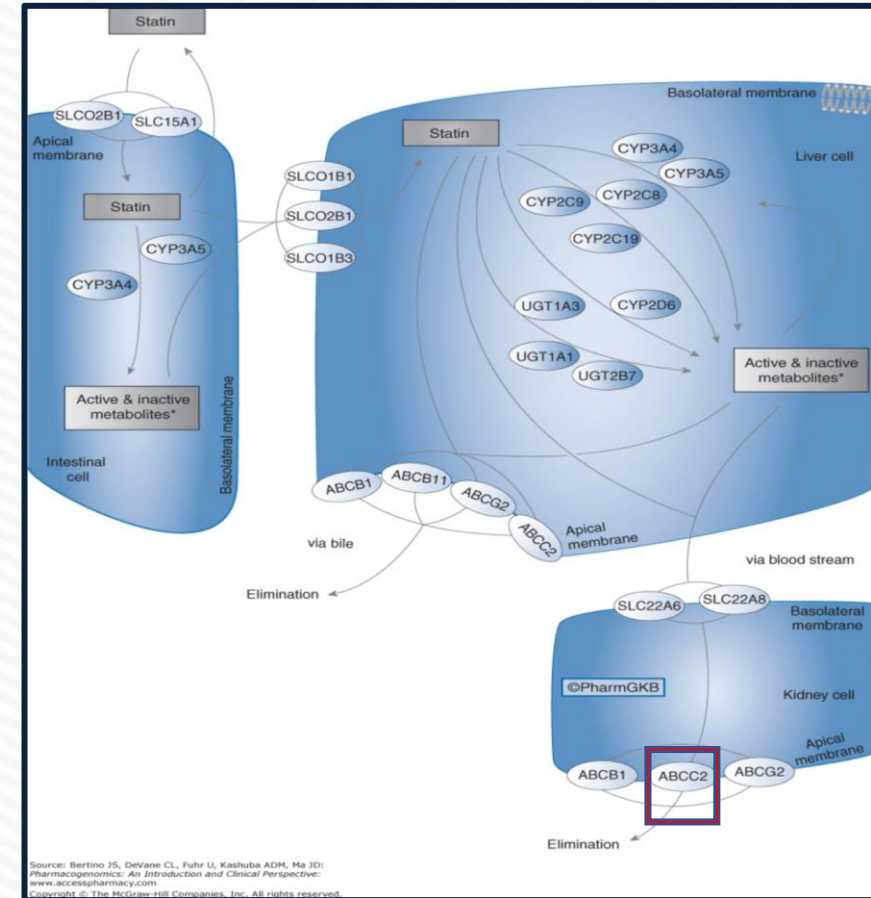 Statin
SLCO2B1
SLC15A1
Apical
membrane
Statin
CYP3A5
CYP3A4
Active & inactive
metabolites*
Intestinal
cell
Basolateral membrane
SLCO1B1
SLCO2B1
SLCO1B3
Statin
Basolateral membrane
Liver cell
CYP3A4
CYP3A5
CYP2C9
CYP2C8
CYP2C19
UGT1A3
CYP2D6
UGT1A1
UGT2B7
Active & inactive
metabolites*
ABCB1
ABCB11
ABCG2
ABCC2
Apical
membrane
via bile
Elimination
via blood stream
SLC22A6
SLC22A8
Basolateral
membrane
©PharmGKB
Kidney cell
Apical
membrane
ABCB1
ABCC2
ABCG2
Elimination
Source: Bertino JS, DeVane CL, Fuhr U, Kashuba ADM, Ma JD:
Pharmacogenomics: An Introduction and Clinical Perspective:
www.accesspharmacy.com
Copyright © The McGraw-Hill Companies, Inc. All rights reserved.